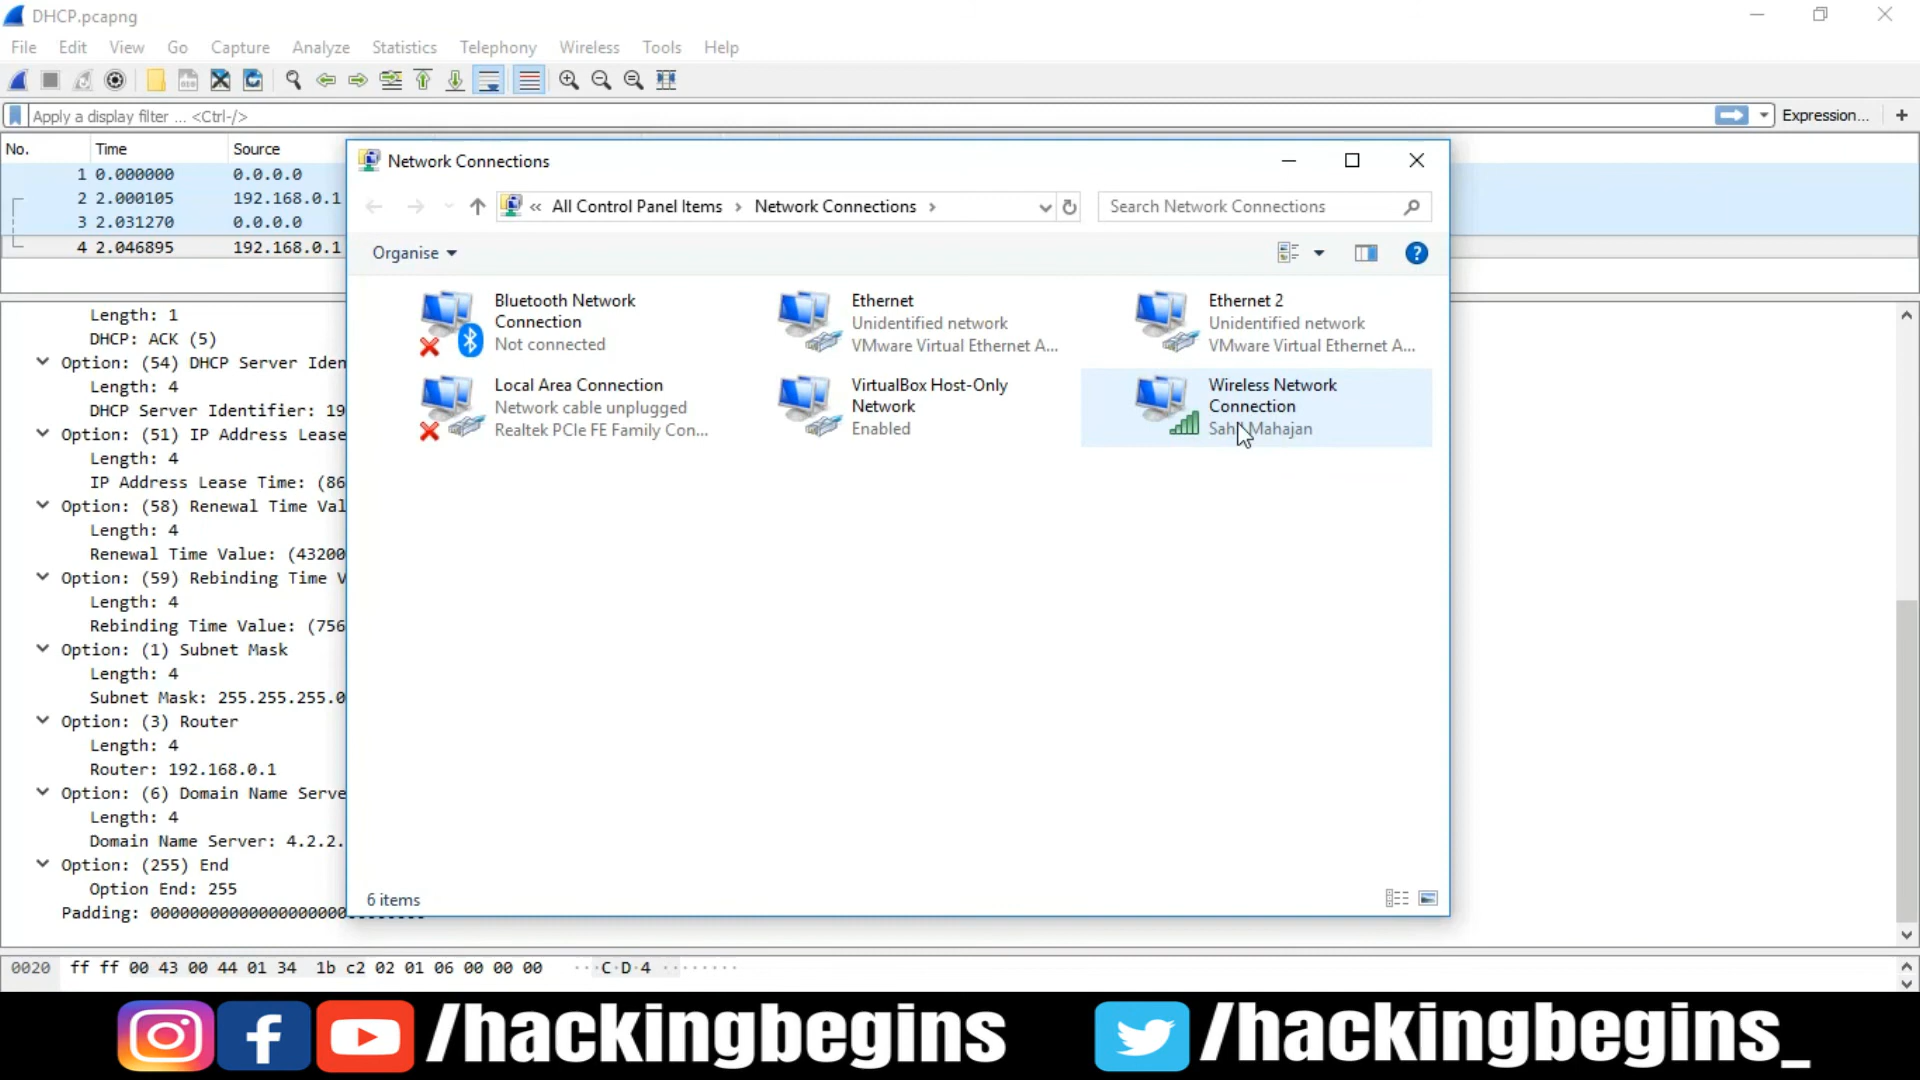 DHCP.pcapng
File Edit View Go Capture Analyze Statistics Telephony Wireless Tools Help
Apply a display filter ... <Ctrl-/> Expression... +
No. Time Source
1 0.000000 0.0.0.0
2 2.000105 192.168.0.1
3 2.031270 0.0.0.0
4 2.046895 192.168.0.1
Length: 1
DHCP: ACK (5)
Option: (54) DHCP Server Iden
Length: 4
DHCP Server Identifier: 19
Option: (51) IP Address Lease
Length: 4
IP Address Lease Time: (86
Option: (58) Renewal Time Val
Length: 4
Renewal Time Value: (43200
Option: (59) Rebinding Time V
Length: 4
Rebinding Time Value: (756
Option: (1) Subnet Mask
Length: 4
Subnet Mask: 255.255.255.0
Option: (3) Router
Length: 4
Router: 192.168.0.1
Option: (6) Domain Name Serve
Length: 4
Domain Name Server: 4.2.2.
Option: (255) End
Option End: 255
Padding:
Network Connections
« All Control Panel Items › Network Connections ›
Search Network Connections
Organise
Bluetooth Network
Connection
Not connected
Ethernet
Unidentified network
VMware Virtual Ethernet A...
Ethernet 2
Unidentified network
VMware Virtual Ethernet A...
Local Area Connection
Network cable unplugged
Realtek PCIe FE Family Con...
VirtualBox Host-Only
Network
Enabled
Wireless Network
Connection
Mahajan
6 items
0020 ff ff 00 43 00 44 01 34 1b c2 02 01 06 00 00 00 ···C·D·4 ········
/hackingbegins
/hackingbegins_